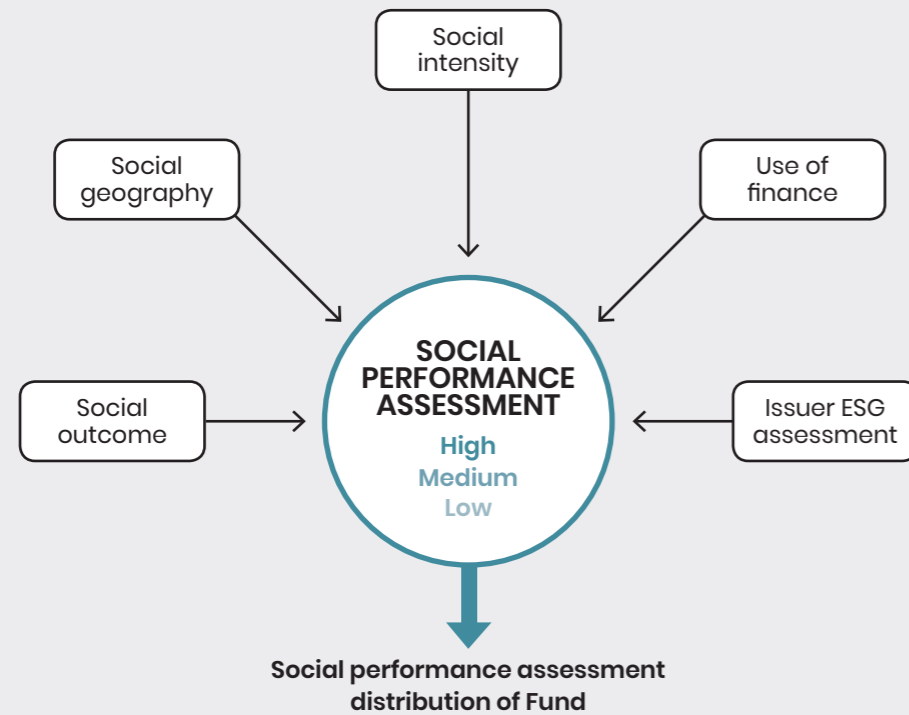 Social
intensity
Social
geography
Use of
finance
Social
outcome
SOCIAL
PERFORMANCE
ASSESSMENT
High
Medium
Low
Issuer ESG
assessment
Social performance assessment
distribution of Fund